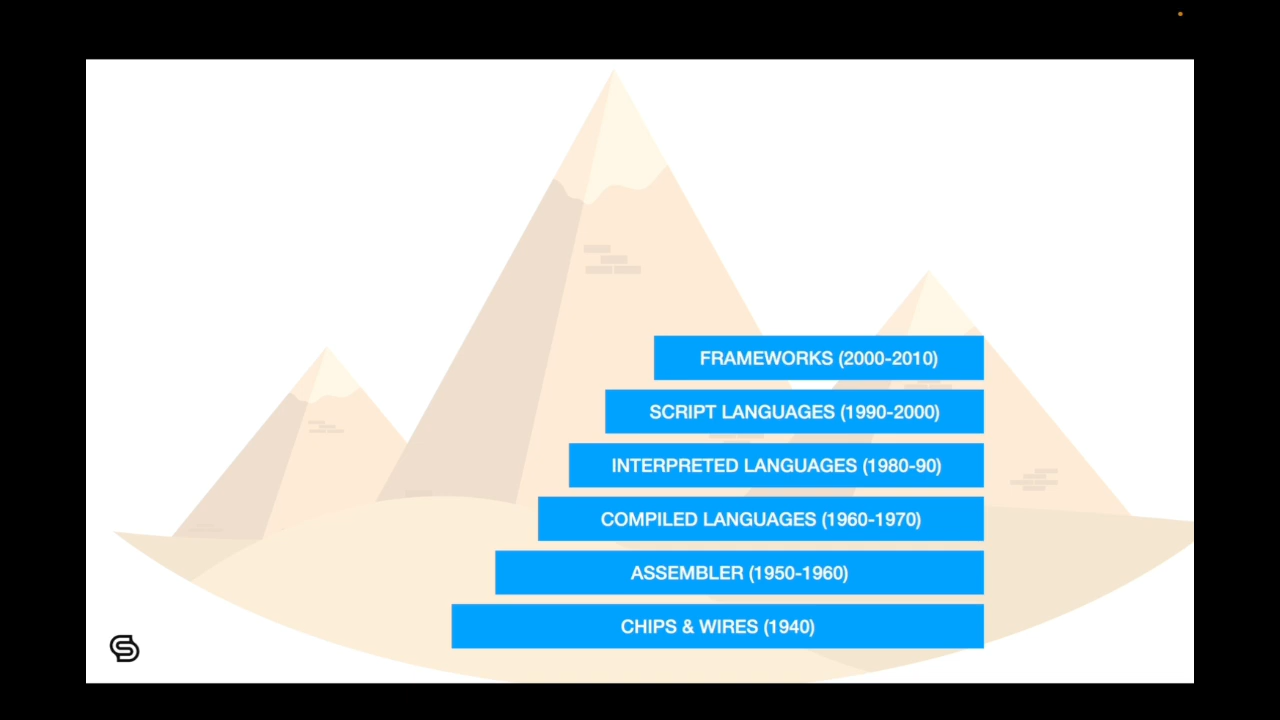 FRAMEWORKS (2000-2010)
SCRIPT LANGUAGES (1990-2000)
INTERPRETED LANGUAGES (1980-90)
COMPILED LANGUAGES (1960-1970)
ASSEMBLER (1950-1960)
CHIPS & WIRES (1940)